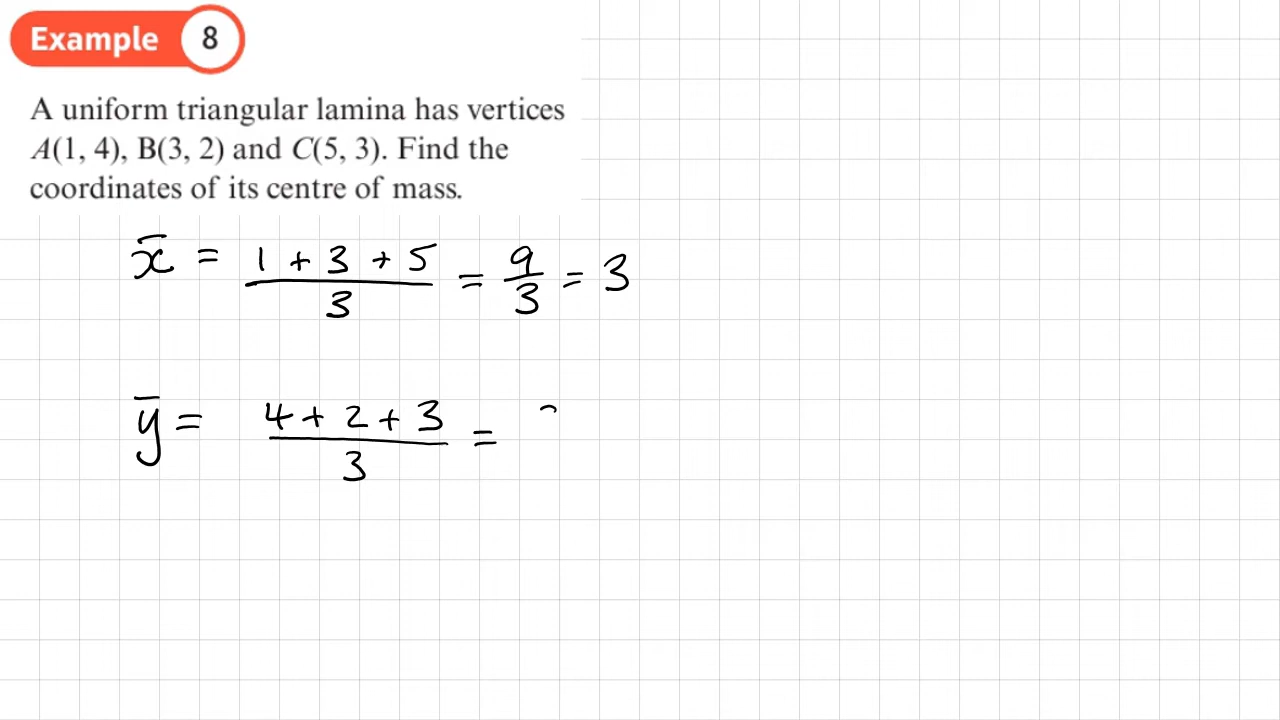 Example 8
A uniform triangular lamina has vertices
A(1, 4), B(3, 2) and C(5, 3). Find the
coordinates of its centre of mass.
x̄ = (1 + 3 + 5)/3 = 9/3 = 3
ȳ = (4 + 2 + 3)/3 =